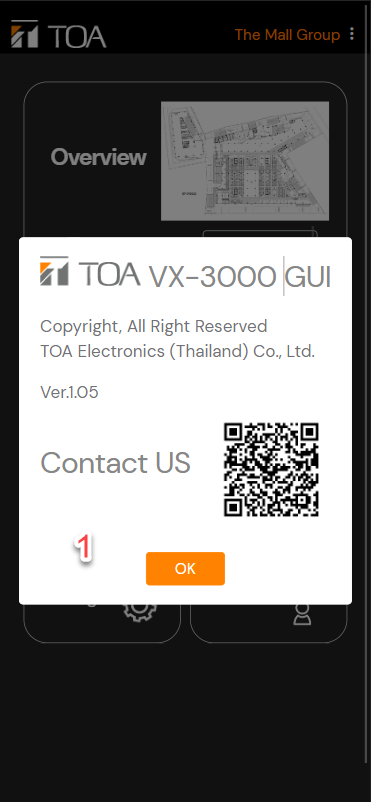 TOA
The Mall Group
Overview
TOA VX-3000 GUI
Copyright, All Right Reserved
TOA Electronics (Thailand) Co., Ltd.
Ver.1.05
Contact US
1
OK